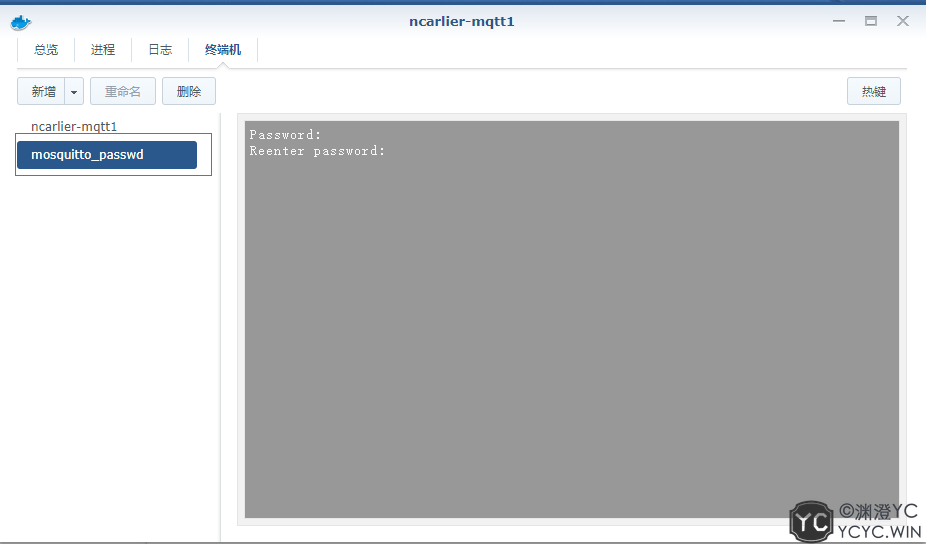 ncarlier-mqtt1
总览 进程 日志 终端机
新增 重命名 删除 热键
ncarlier-mqtt1
mosquitto_passwd
Password:
Reenter password:
YC ©渊澄YC
YCYC.WIN